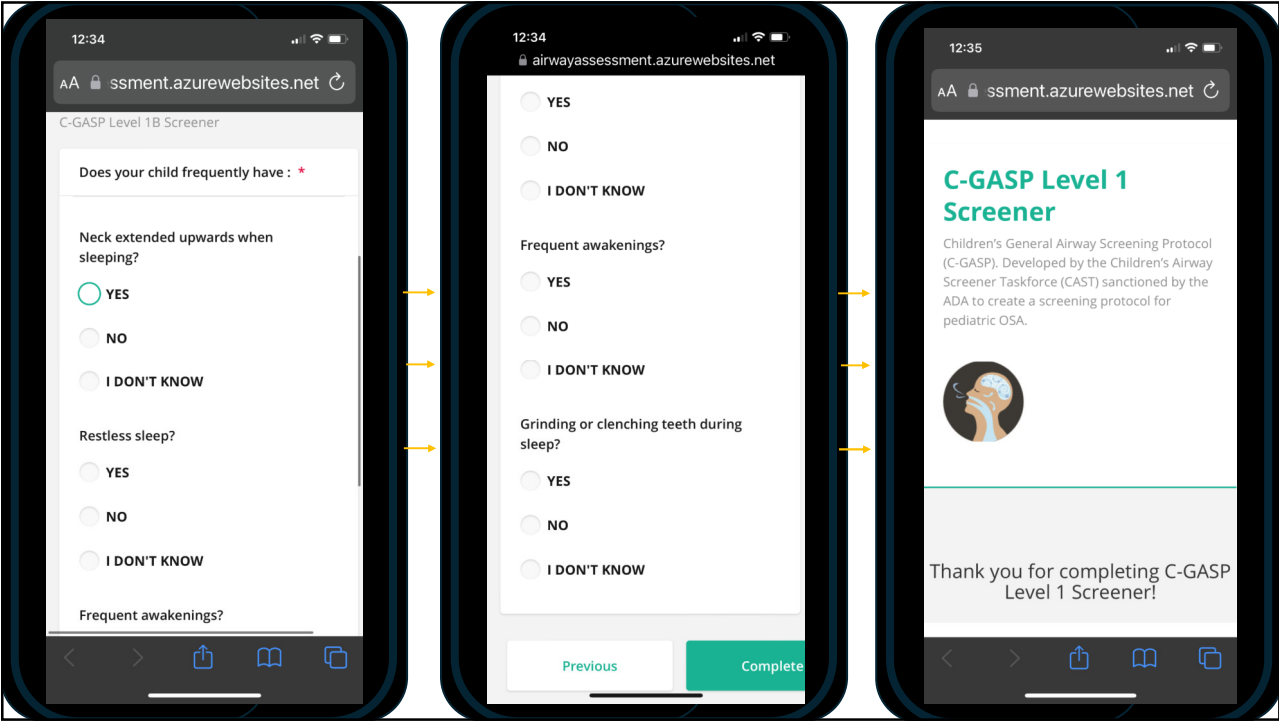 12:34
AA ssment.azurewebsites.net
C-GASP Level 1B Screener
Does your child frequently have : *
Neck extended upwards when
sleeping?
YES
NO
I DON'T KNOW
Restless sleep?
YES
NO
I DON'T KNOW
Frequent awakenings?
12:34
airwayassessment.azurewebsites.net
YES
NO
I DON'T KNOW
Frequent awakenings?
YES
NO
I DON'T KNOW
Grinding or clenching teeth during
sleep?
YES
NO
I DON'T KNOW
Previous
Complete
12:35
AA ssment.azurewebsites.net
C-GASP Level 1
Screener
Children's General Airway Screening Protocol
(C-GASP). Developed by the Children's Airway
Screener Taskforce (CAST) sanctioned by the
ADA to create a screening protocol for
pediatric OSA.
Thank you for completing C-GASP
Level 1 Screener!